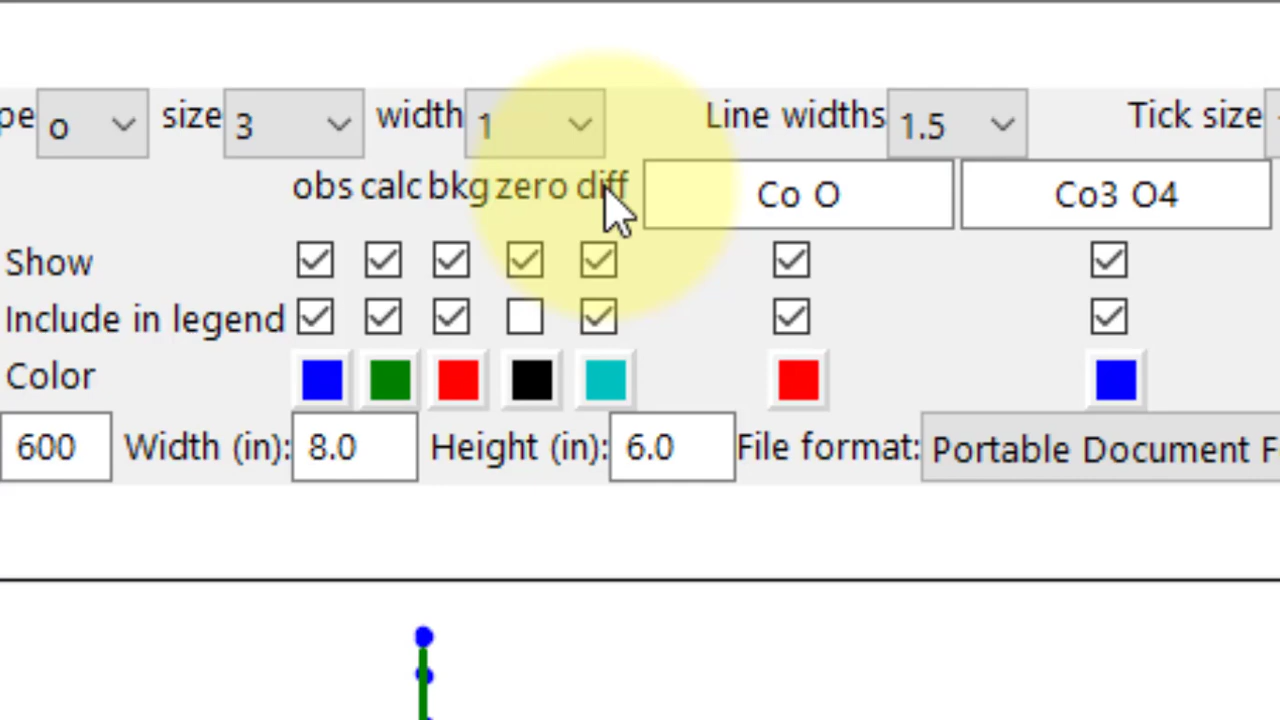 pe o size 3 width 1 Line widths 1.5 Tick size
obs calc bkg zero diff Co O Co3 O4
Show
Include in legend
Color
600 Width (in): 8.0 Height (in): 6.0 File format: Portable Document F